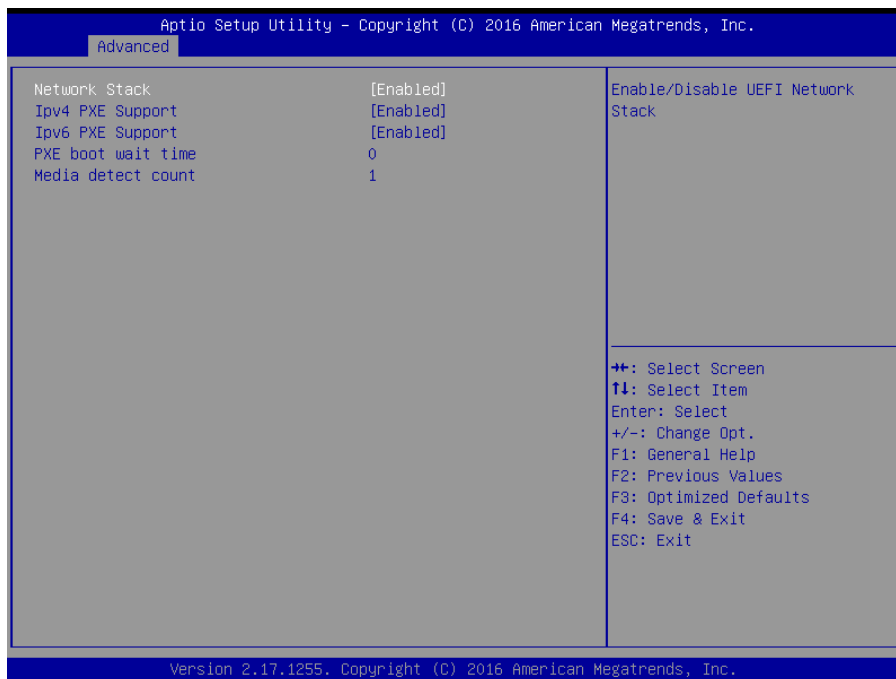 Aptio Setup Utility – Copyright (C) 2016 American Megatrends, Inc.
Advanced
Network Stack [Enabled]
Ipv4 PXE Support [Enabled]
Ipv6 PXE Support [Enabled]
PXE boot wait time 0
Media detect count 1
Enable/Disable UEFI Network
Stack
→←: Select Screen
↑↓: Select Item
Enter: Select
+/-: Change Opt.
F1: General Help
F2: Previous Values
F3: Optimized Defaults
F4: Save & Exit
ESC: Exit
Version 2.17.1255. Copyright (C) 2016 American Megatrends, Inc.